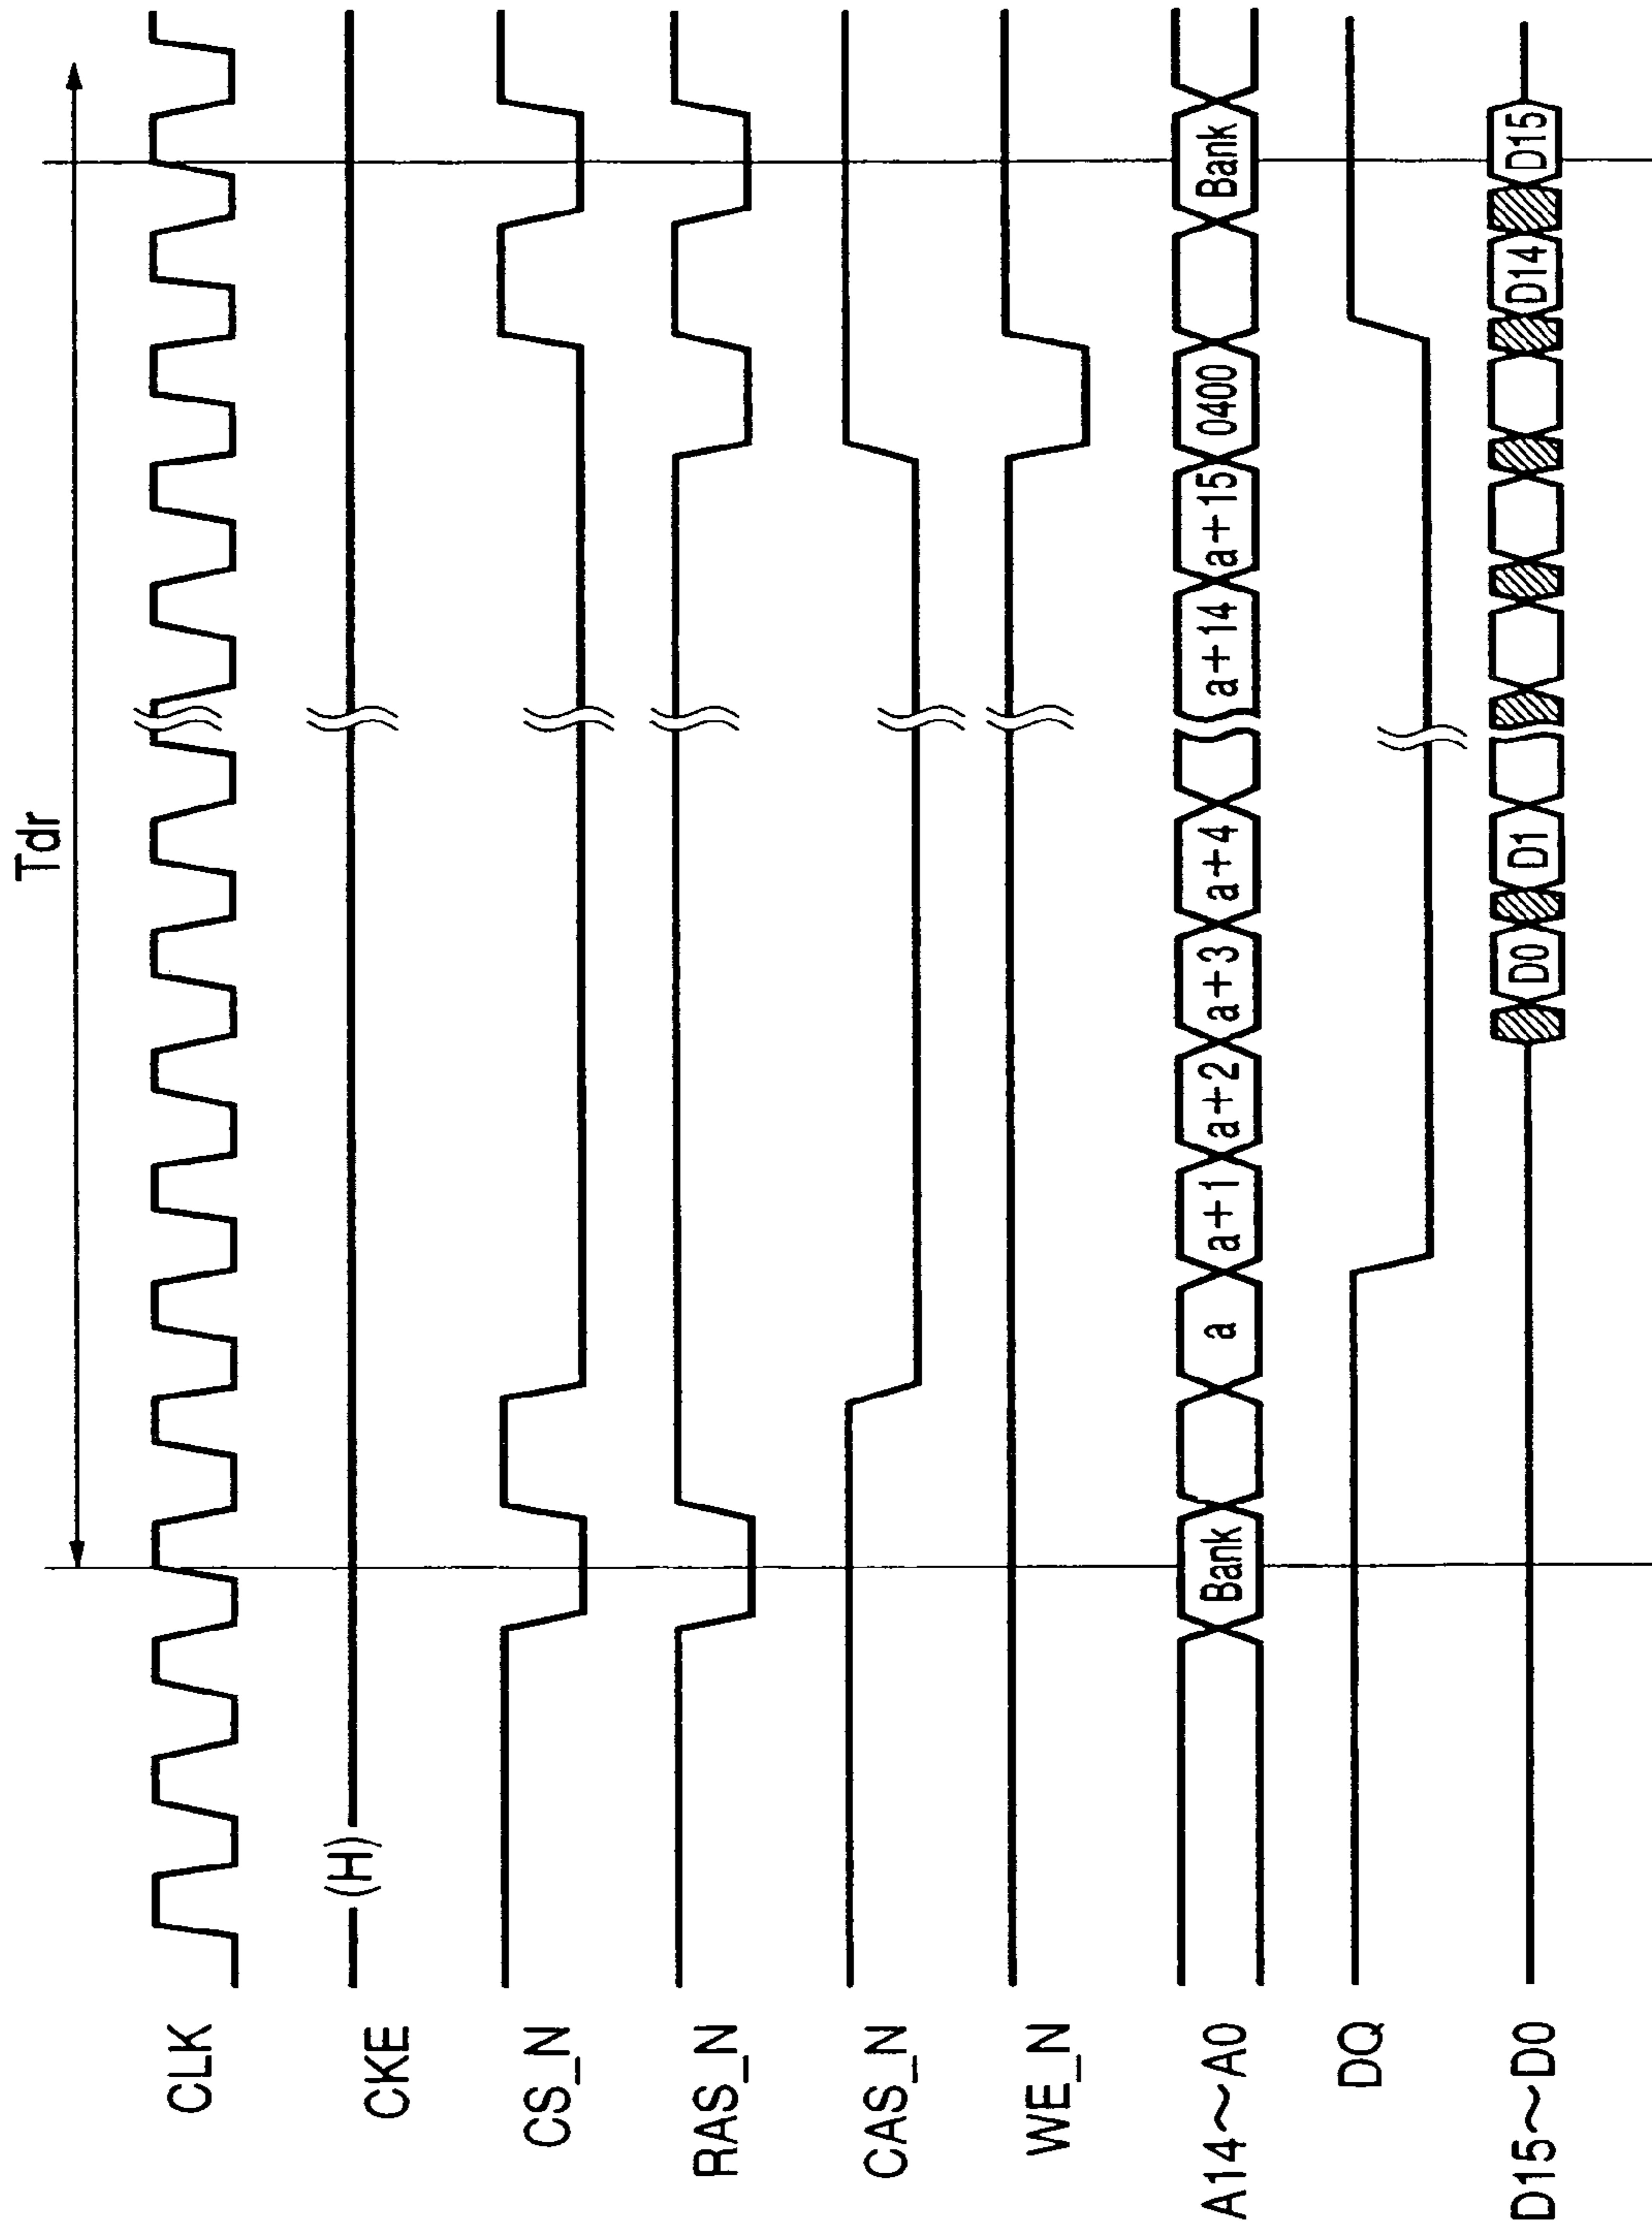 Tdr
CLK
CKE (H)
CS_N
RAS_N
CAS_N
WE_N
A14~A0 Bank a a+1 a+2 a+3 a+4 a+14 a+15 0400 Bank
DQ
D15~D0 D0 D1 D14 D15